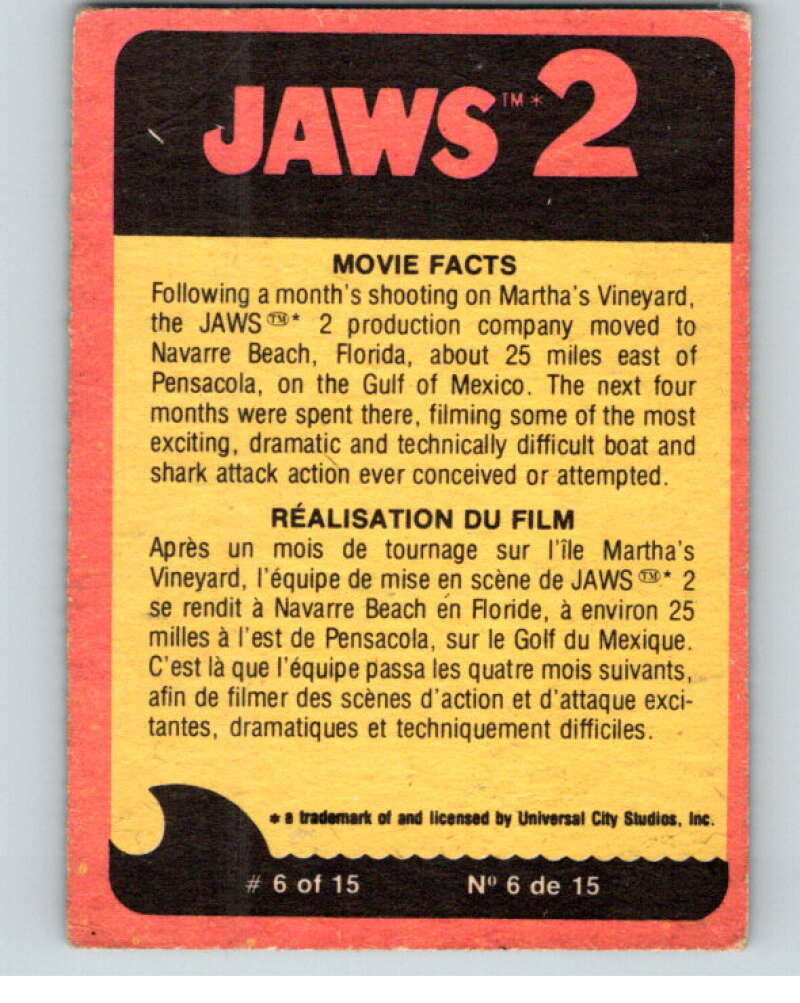 JAWS™* 2
MOVIE FACTS
Following a month's shooting on Martha's Vineyard,
the JAWS™* 2 production company moved to
Navarre Beach, Florida, about 25 miles east of
Pensacola, on the Gulf of Mexico. The next four
months were spent there, filming some of the most
exciting, dramatic and technically difficult boat and
shark attack action ever conceived or attempted.
RÉALISATION DU FILM
Après un mois de tournage sur l'île Martha's
Vineyard, l'équipe de mise en scène de JAWS™* 2
se rendit à Navarre Beach en Floride, à environ 25
milles à l'est de Pensacola, sur le Golf du Mexique.
C'est là que l'équipe passa les quatre mois suivants,
afin de filmer des scènes d'action et d'attaque exci-
tantes, dramatiques et techniquement difficiles.
* a trademark of and licensed by Universal City Studios, Inc.
# 6 of 15 Nº 6 de 15